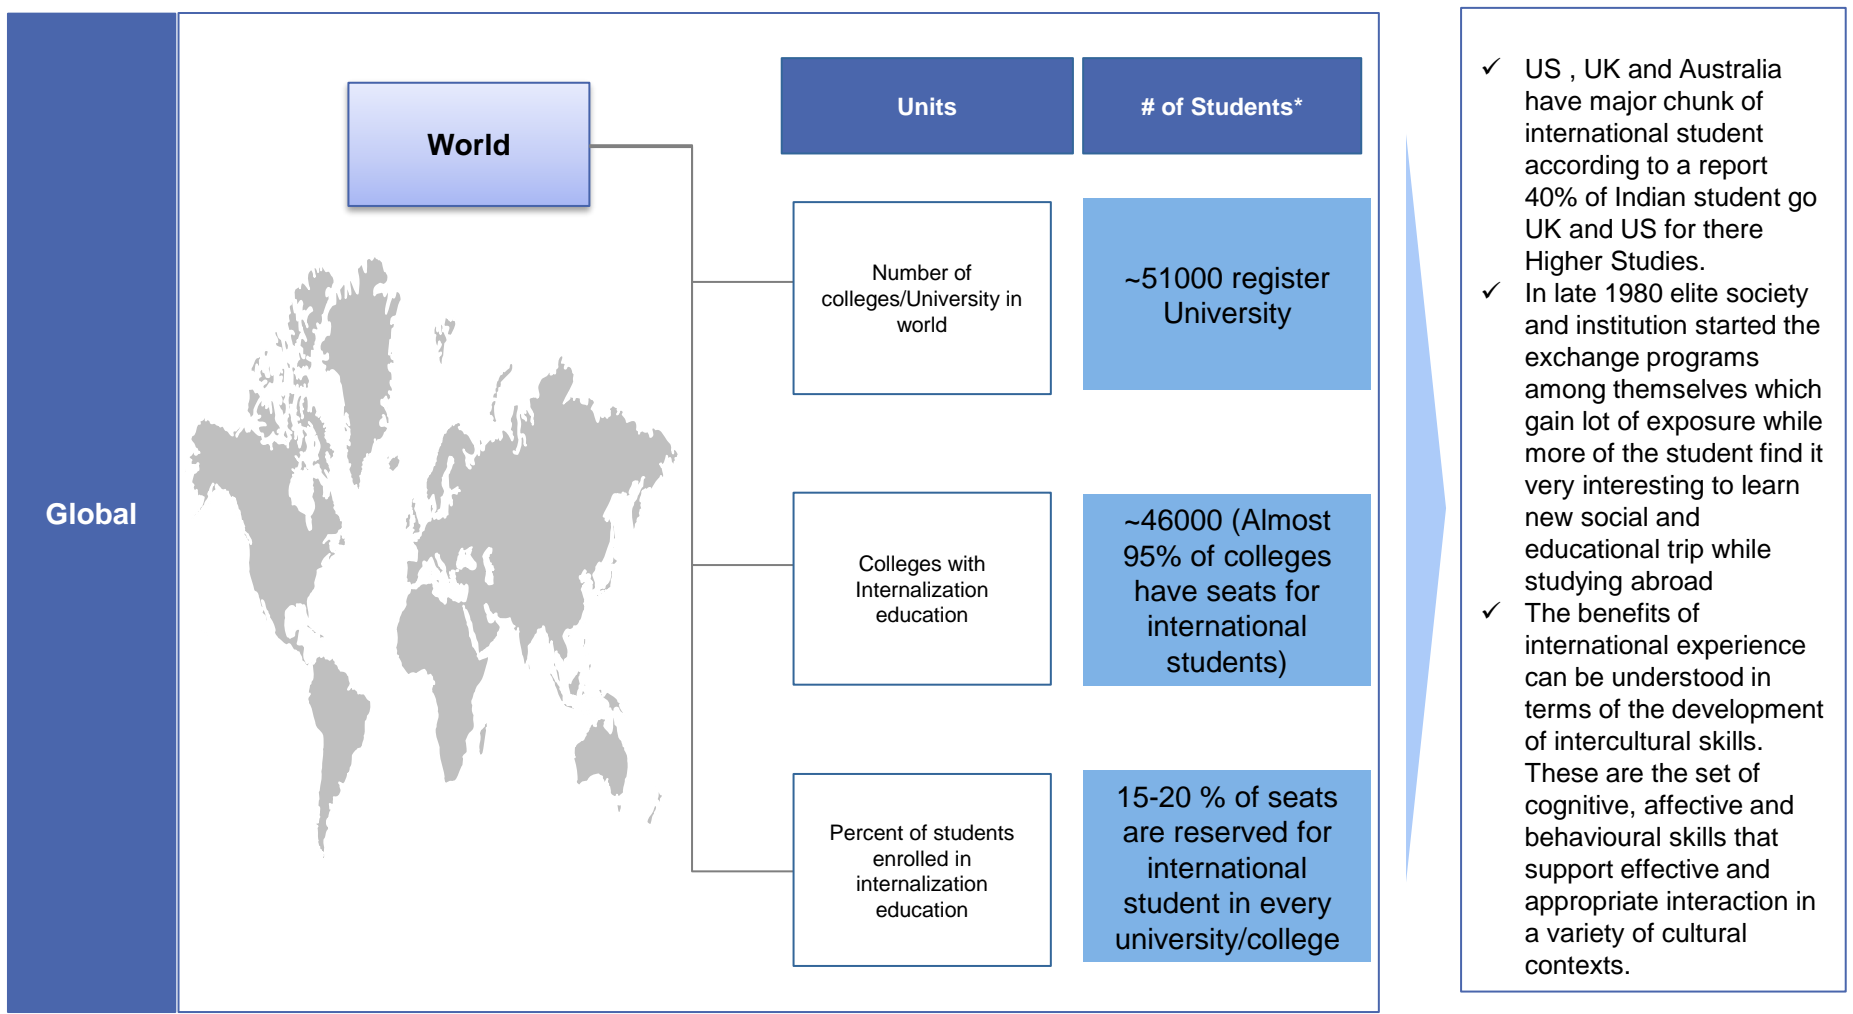 Global
World
Units
# of Students*
Number of
colleges/University in
world
~51000 register
University
Colleges with
Internalization
education
~46000 (Almost
95% of colleges
have seats for
international
students)
Percent of students
enrolled in
internalization
education
15-20 % of seats
are reserved for
international
student in every
university/college
✓ US , UK and Australia
have major chunk of
international student
according to a report
40% of Indian student go
UK and US for there
Higher Studies.
✓ In late 1980 elite society
and institution started the
exchange programs
among themselves which
gain lot of exposure while
more of the student find it
very interesting to learn
new social and
educational trip while
studying abroad
✓ The benefits of
international experience
can be understood in
terms of the development
of intercultural skills.
These are the set of
cognitive, affective and
behavioural skills that
support effective and
appropriate interaction in
a variety of cultural
contexts.